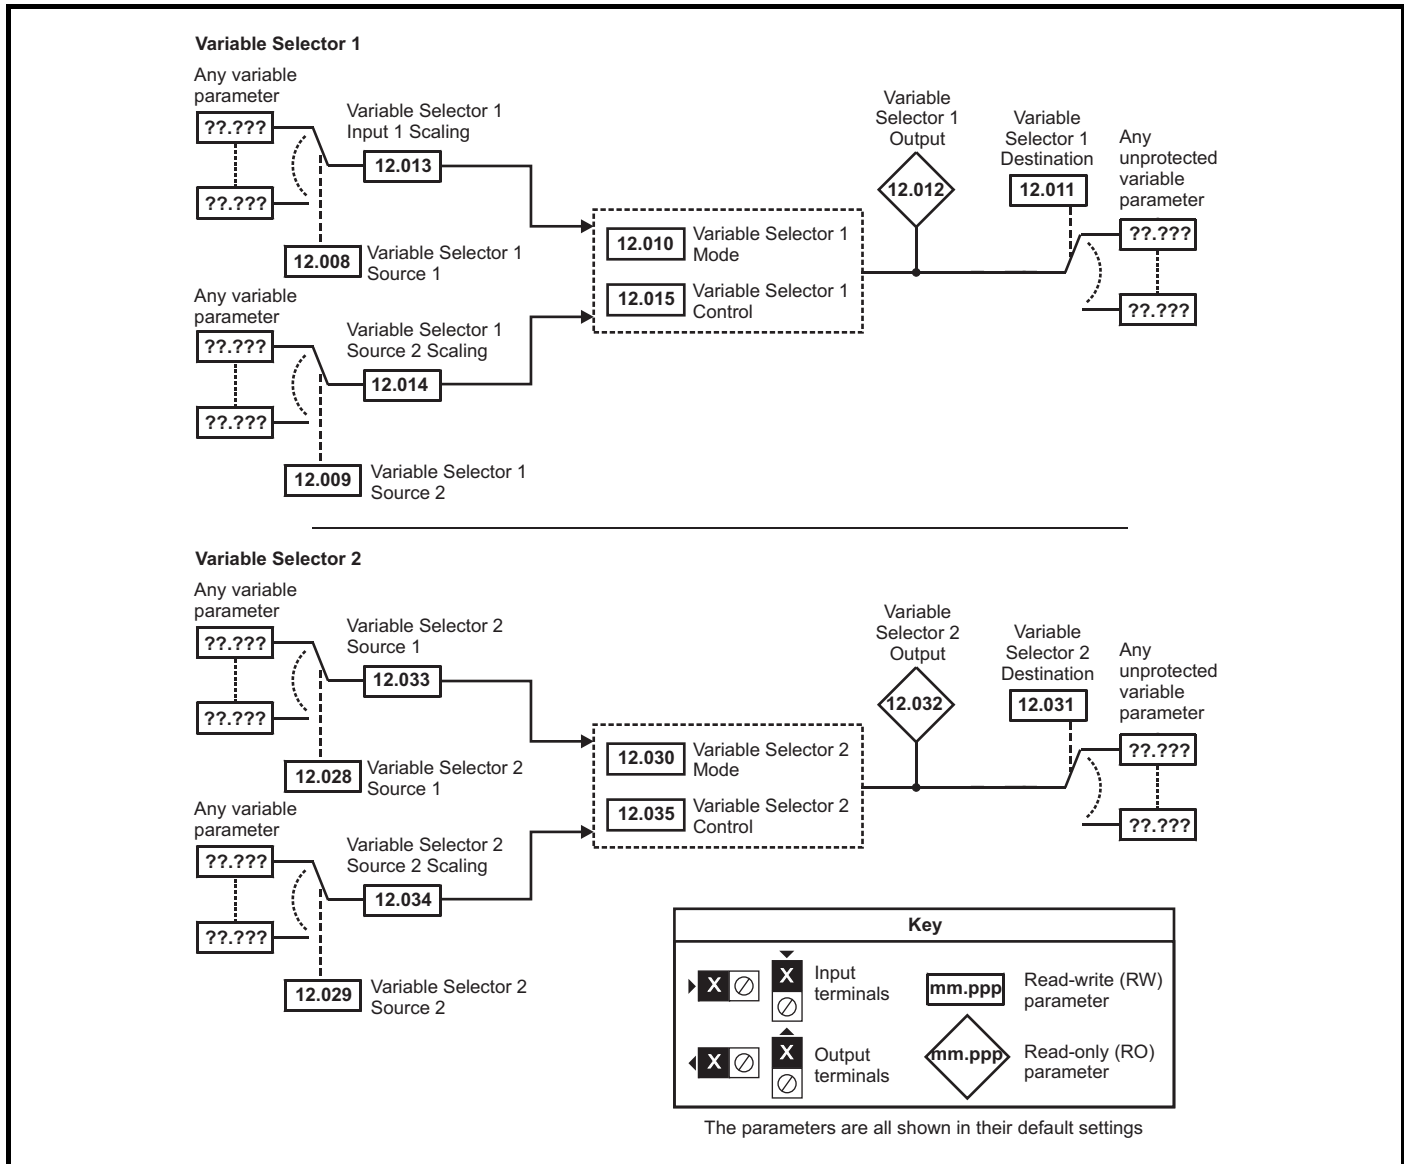 Variable Selector 1
Any variable
parameter
??.???
??.???
Variable Selector 1
Input 1 Scaling
12.013
12.008
Variable Selector 1
Source 1
Any variable
parameter
??.???
??.???
Variable Selector 1
Source 2 Scaling
12.014
12.009
Variable Selector 1
Source 2
12.010
Variable Selector 1
Mode
12.015
Variable Selector 1
Control
Variable
Selector 1
Output
12.012
Variable
Selector 1
Destination
12.011
Any
unprotected
variable
parameter
??.???
??.???
Variable Selector 2
Any variable
parameter
??.???
??.???
Variable Selector 2
Source 1
12.033
12.028
Variable Selector 2
Source 1
Any variable
parameter
??.???
??.???
Variable Selector 2
Source 2 Scaling
12.034
12.029
Variable Selector 2
Source 2
12.030
Variable Selector 2
Mode
12.035
Variable Selector 2
Control
Variable
Selector 2
Output
12.032
Variable
Selector 2
Destination
12.031
Any
unprotected
variable
parameter
??.???
??.???
Key
X
X
Input
terminals
mm.ppp
Read-write (RW)
parameter
X
X
Output
terminals
mm.ppp
Read-only (RO)
parameter
The parameters are all shown in their default settings